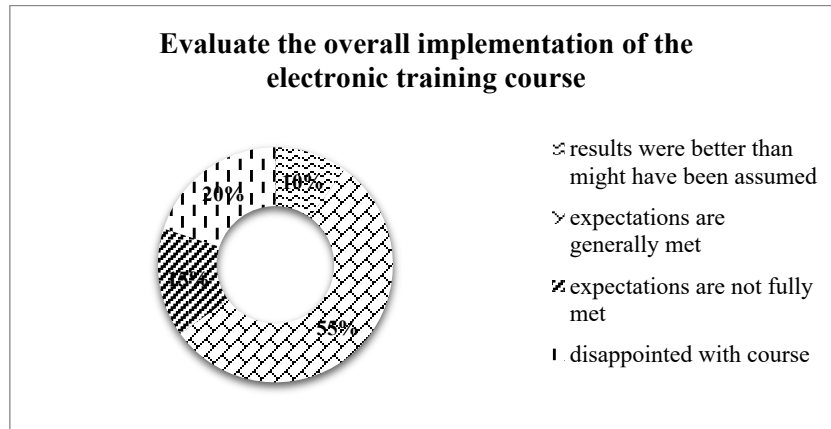 Evaluate the overall implementation of the
electronic training course
10%
20%
15%
55%
results were better than
might have been assumed
expectations are
generally met
expectations are not fully
met
disappointed with course